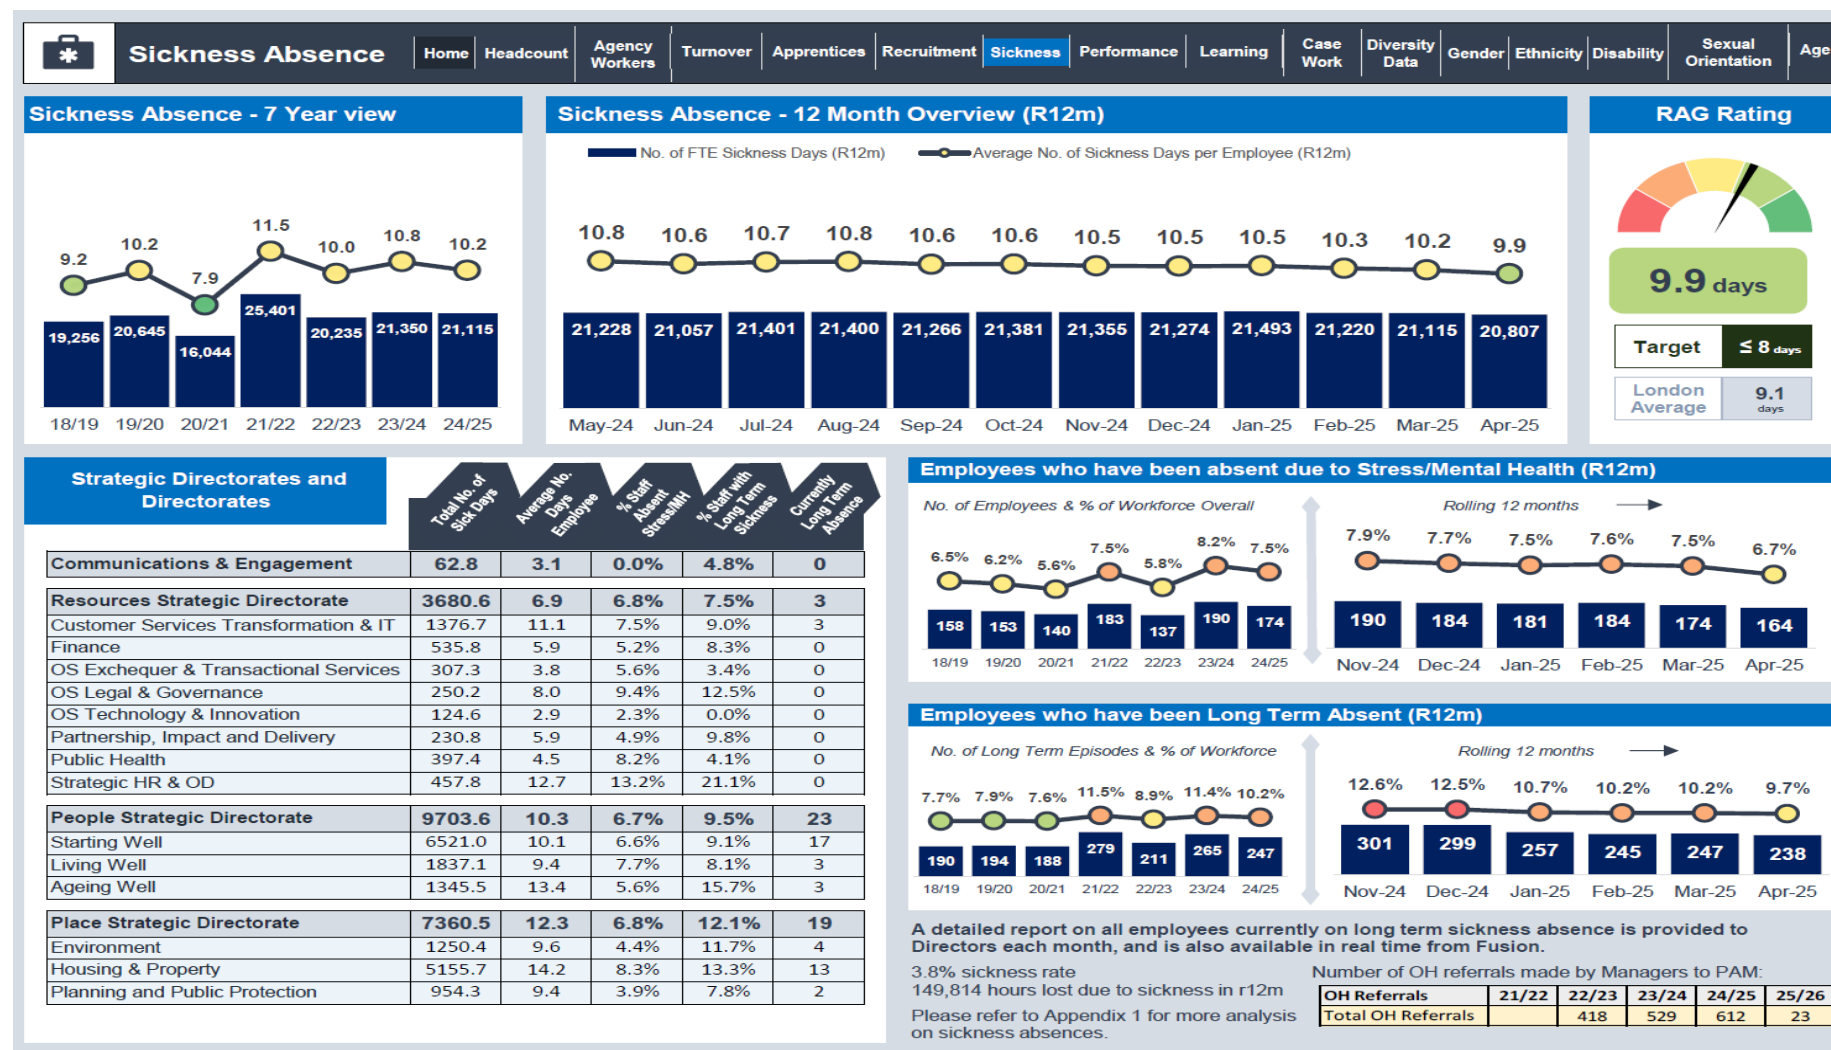 Sickness Absence
Home
Headcount
Agency
Workers
Turnover
Apprentices
Recruitment
Sickness
Performance
Learning
Case
Work
Diversity
Data
Gender
Ethnicity
Disability
Sexual
Orientation
Age
Sickness Absence - 7 Year view
9.2 10.2 7.9 11.5 10.0 10.8 10.2
19,256 20,645 16,044 25,401 20,235 21,350 21,115
18/19 19/20 20/21 21/22 22/23 23/24 24/25
Sickness Absence - 12 Month Overview (R12m)
No. of FTE Sickness Days (R12m) Average No. of Sickness Days per Employee (R12m)
10.8 10.6 10.7 10.8 10.6 10.6 10.5 10.5 10.5 10.3 10.2 9.9
21,228 21,057 21,401 21,400 21,266 21,381 21,355 21,274 21,493 21,220 21,115 20,807
May-24 Jun-24 Jul-24 Aug-24 Sep-24 Oct-24 Nov-24 Dec-24 Jan-25 Feb-25 Mar-25 Apr-25
RAG Rating
9.9 days
Target ≤ 8 days
London
Average
9.1
days
Strategic Directorates and
Directorates
Total No. of
Sick Days
Average No.
Days
Employee
% Staff
Absent
Stress/MH
% Staff with
Long Term
Sickness
Currently
Long Term
Absence
Communications & Engagement 62.8 3.1 0.0% 4.8% 0
Resources Strategic Directorate 3680.6 6.9 6.8% 7.5% 3
Customer Services Transformation & IT 1376.7 11.1 7.5% 9.0% 3
Finance 535.8 5.9 5.2% 8.3% 0
OS Exchequer & Transactional Services 307.3 3.8 5.6% 3.4% 0
OS Legal & Governance 250.2 8.0 9.4% 12.5% 0
OS Technology & Innovation 124.6 2.9 2.3% 0.0% 0
Partnership, Impact and Delivery 230.8 5.9 4.9% 9.8% 0
Public Health 397.4 4.5 8.2% 4.1% 0
Strategic HR & OD 457.8 12.7 13.2% 21.1% 0
People Strategic Directorate 9703.6 10.3 6.7% 9.5% 23
Starting Well 6521.0 10.1 6.6% 9.1% 17
Living Well 1837.1 9.4 7.7% 8.1% 3
Ageing Well 1345.5 13.4 5.6% 15.7% 3
Place Strategic Directorate 7360.5 12.3 6.8% 12.1% 19
Environment 1250.4 9.6 4.4% 11.7% 4
Housing & Property 5155.7 14.2 8.3% 13.3% 13
Planning and Public Protection 954.3 9.4 3.9% 7.8% 2
Employees who have been absent due to Stress/Mental Health (R12m)
No. of Employees & % of Workforce Overall
6.5% 6.2% 5.6% 7.5% 5.8% 8.2% 7.5%
158 153 140 183 137 190 174
18/19 19/20 20/21 21/22 22/23 23/24 24/25
Rolling 12 months
7.9% 7.7% 7.5% 7.6% 7.5% 6.7%
190 184 181 184 174 164
Nov-24 Dec-24 Jan-25 Feb-25 Mar-25 Apr-25
Employees who have been Long Term Absent (R12m)
No. of Long Term Episodes & % of Workforce
7.7% 7.9% 7.6% 11.5% 8.9% 11.4% 10.2%
190 194 188 279 211 265 247
18/19 19/20 20/21 21/22 22/23 23/24 24/25
Rolling 12 months
12.6% 12.5% 10.7% 10.2% 10.2% 9.7%
301 299 257 245 247 238
Nov-24 Dec-24 Jan-25 Feb-25 Mar-25 Apr-25
A detailed report on all employees currently on long term sickness absence is provided to
Directors each month, and is also available in real time from Fusion.
3.8% sickness rate
149,814 hours lost due to sickness in r12m
Please refer to Appendix 1 for more analysis
on sickness absences.
Number of OH referrals made by Managers to PAM:
OH Referrals 21/22 22/23 23/24 24/25 25/26
Total OH Referrals 418 529 612 23